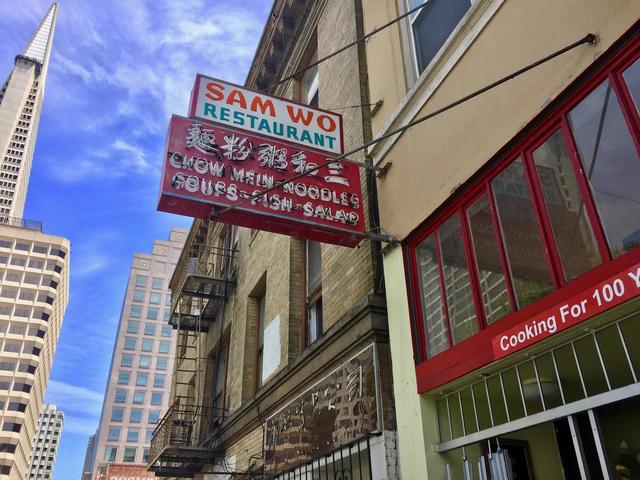 SAM WO
RESTAURANT
麵粉粥和三
CHOW MEIN NOODLES
SOUPS-FISH-SALAD
Cooking For 100 Y